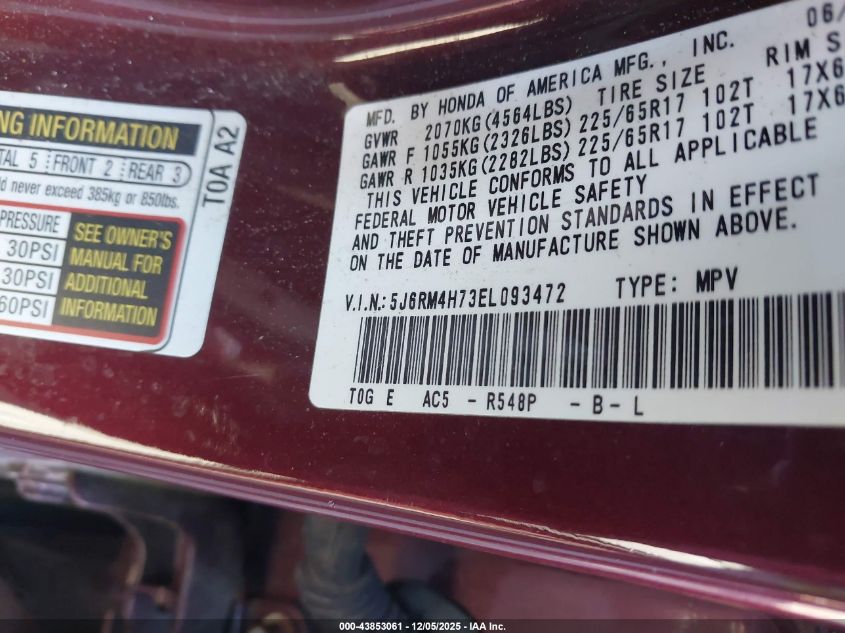 NG INFORMATION
TAL 5 FRONT 2 REAR 3
d never exceed 385kg or 850lbs.
PRESSURE
30PSI
30PSI
60PSI
SEE OWNER'S
MANUAL FOR
ADDITIONAL
INFORMATION
T0A A2
MFD. BY HONDA OF AMERICA MFG., INC. 06/
GVWR 2070KG(4564LBS) TIRE SIZE RIM S
GAWR F 1055KG(2326LBS) 225/65R17 102T 17X6
GAWR R 1035KG(2282LBS) 225/65R17 102T 17X6
THIS VEHICLE CONFORMS TO ALL APPLICABLE
FEDERAL MOTOR VEHICLE SAFETY
AND THEFT PREVENTION STANDARDS IN EFFECT
ON THE DATE OF MANUFACTURE SHOWN ABOVE.
V.I.N.: 5J6RM4H73EL093472 TYPE: MPV
T0G E AC5 - R548P - B - L
000-43853061 - 12/05/2025 - IAA Inc.